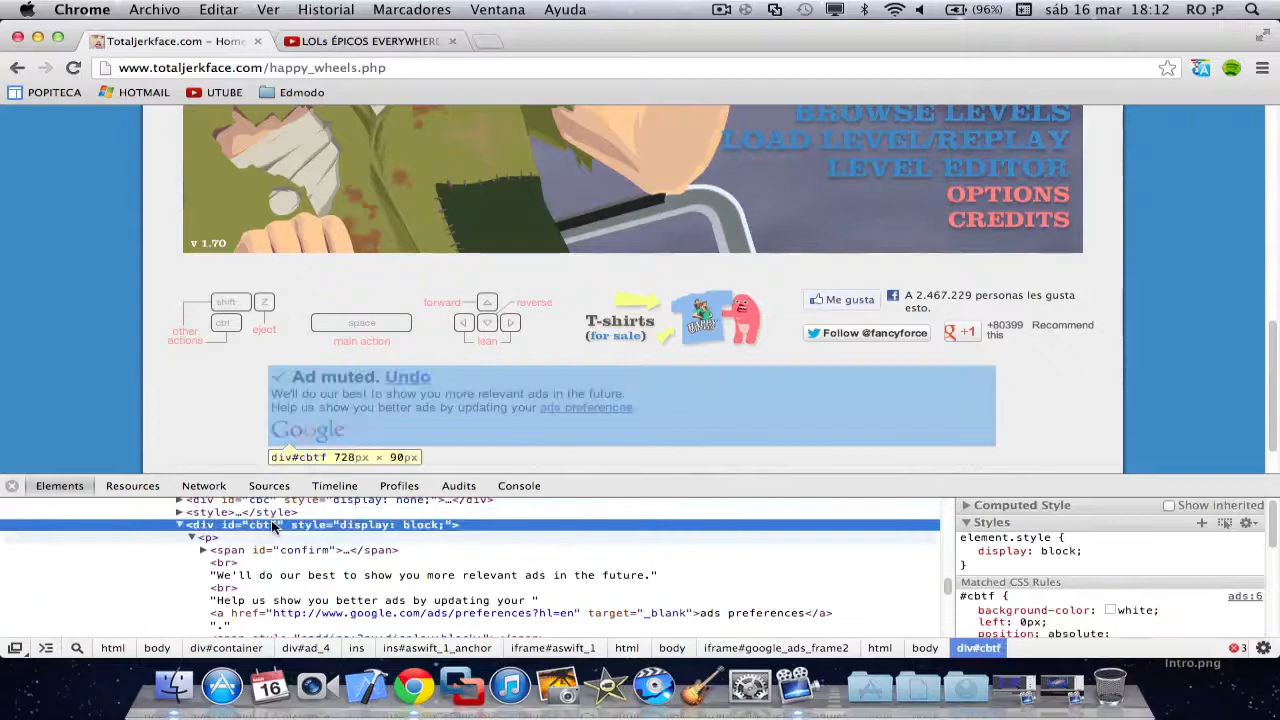 Chrome Archivo Editar Ver Historial Marcadores Ventana Ayuda (96%) sáb 16 mar 18:12 RO ;P
Totaljerkface.com – Home
LOLs ÉPICOS EVERYWHERE
www.totaljerkface.com/happy_wheels.php
POPITECA HOTMAIL UTUBE Edmodo
BROWSE LEVELS
LOAD LEVEL/REPLAY
LEVEL EDITOR
OPTIONS
CREDITS
v 1.70
shift Z
ctrl
other actions
eject
space
main action
forward
reverse
lean
T-shirts
(for sale)
Me gusta
A 2.467.229 personas les gusta
esto.
Follow @fancyforce
+1
+80399 Recommend
this
Ad muted. Undo
We'll do our best to show you more relevant ads in the future.
Help us show you better ads by updating your ads preferences.
Google
div#cbtf 728px × 90px
Elements Resources Network Sources Timeline Profiles Audits Console
<div id="cbc" style="display: none;">…</div>
<style>…</style>
<div id="cbtf" style="display: block;">
<p>
<span id="confirm">…</span>
<br>
"We'll do our best to show you more relevant ads in the future."
<br>
"Help us show you better ads by updating your "
<a href="http://www.google.com/ads/preferences?hl=en" target="_blank">ads preferences</a>
"."
Computed Style Show inherited
Styles
element.style {
display: block;
}
Matched CSS Rules
#cbtf { ads:6
background-color: white;
left: 0px;
position: absolute;
html body div#container div#ad_4 ins ins#aswift_1_anchor iframe#aswift_1 html body iframe#google_ads_frame2 html body div#cbtf 3
Intro.png
16